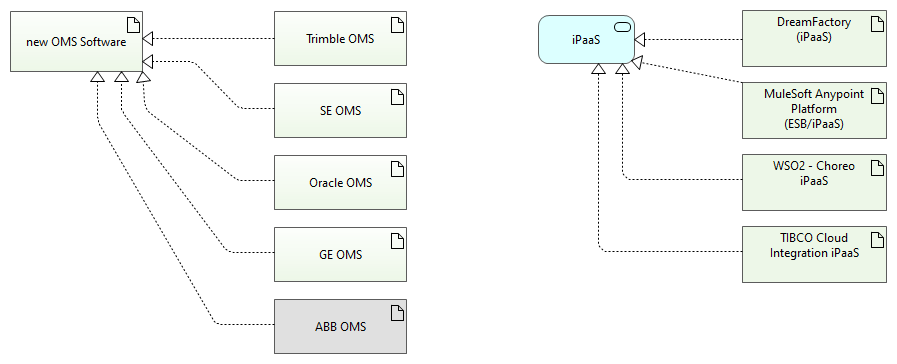 new OMS Software
Trimble OMS
SE OMS
Oracle OMS
GE OMS
ABB OMS
iPaaS
DreamFactory
(iPaaS)
MuleSoft Anypoint
Platform
(ESB/iPaaS)
WSO2 - Choreo
iPaaS
TIBCO Cloud
Integration iPaaS